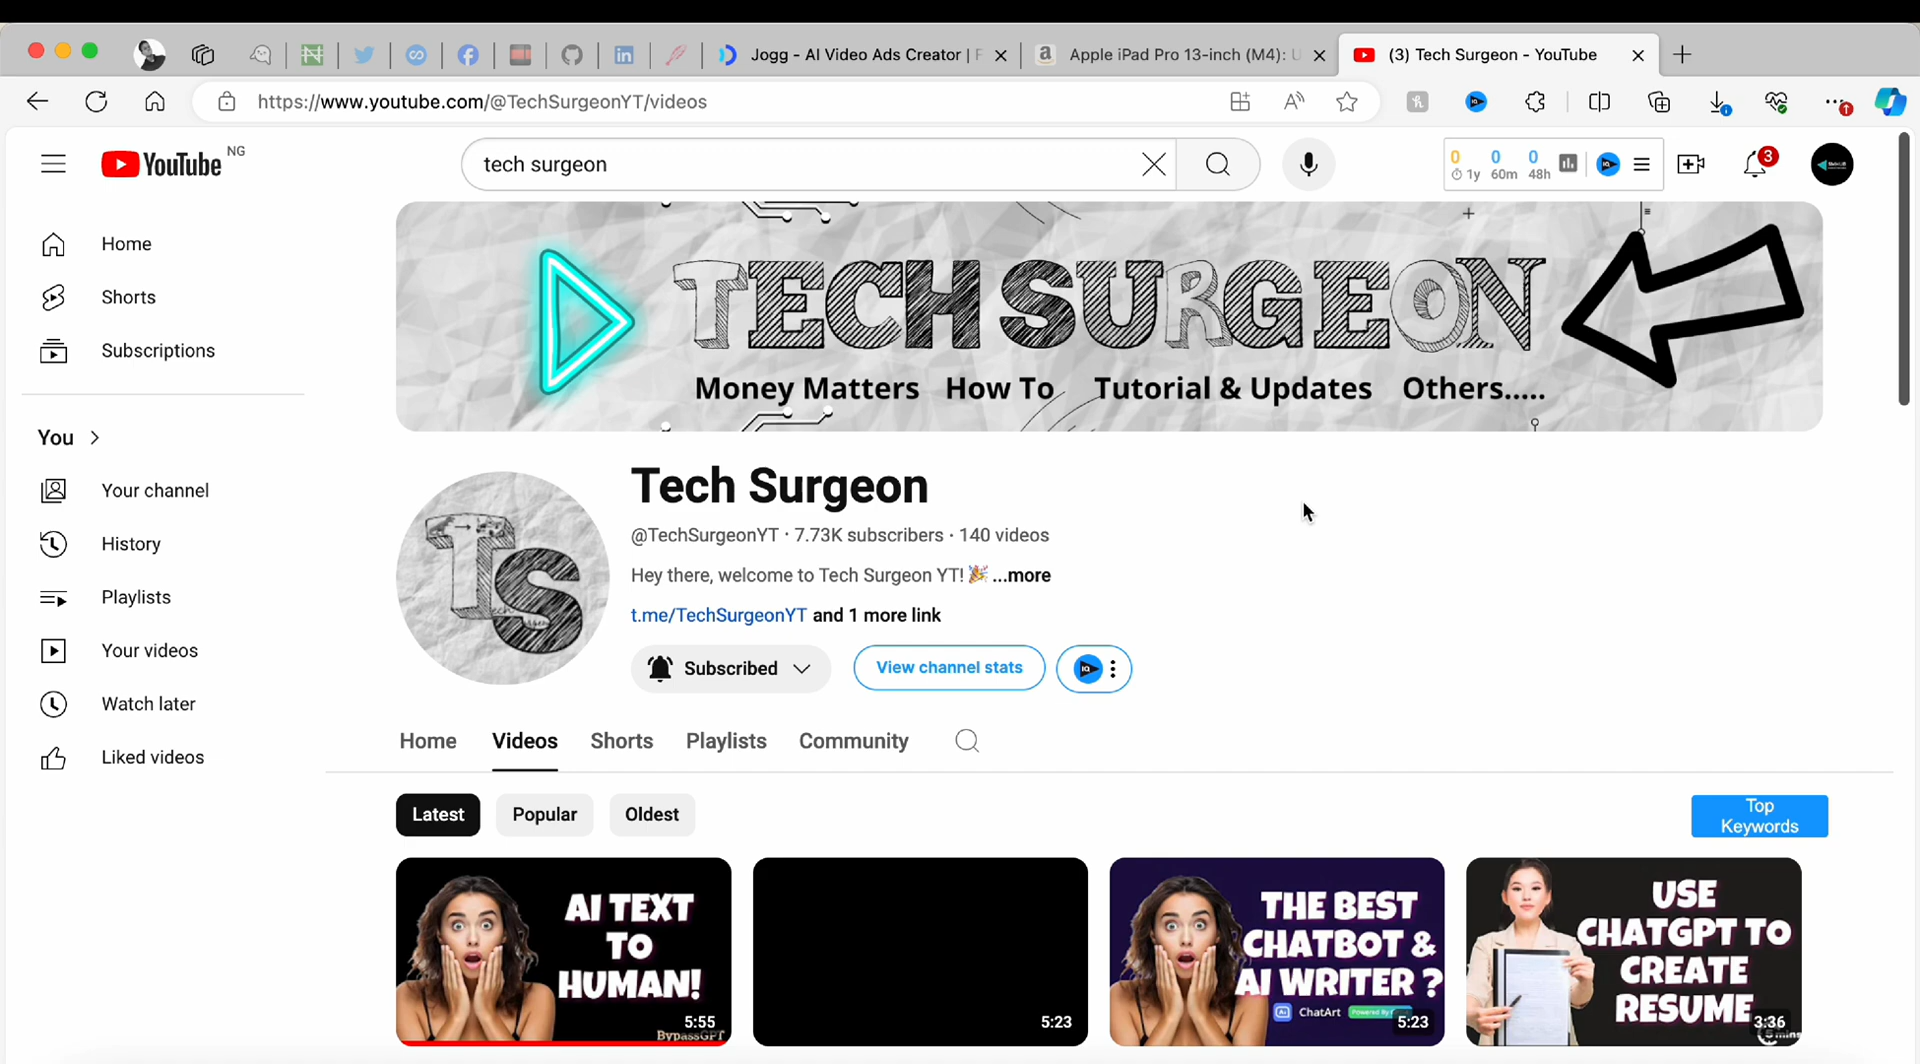 Jogg - AI Video Ads Creator | F
Apple iPad Pro 13-inch (M4): U
(3) Tech Surgeon - YouTube
https://www.youtube.com/@TechSurgeonYT/videos
YouTube NG
tech surgeon
0 0 0
1y 60m 48h
3
Home
Shorts
Subscriptions
You
Your channel
History
Playlists
Your videos
Watch later
Liked videos
TECH SURGEON
Money Matters How To Tutorial & Updates Others.....
TS
Tech Surgeon
@TechSurgeonYT · 7.73K subscribers · 140 videos
Hey there, welcome to Tech Surgeon YT! 🎉 ...more
t.me/TechSurgeonYT and 1 more link
Subscribed
View channel stats
IQ
Home Videos Shorts Playlists Community
Latest Popular Oldest
Top
Keywords
AI TEXT
TO
HUMAN!
5:55
BypassGPT
5:23
THE BEST
CHATBOT &
AI WRITER ?
ChatArt
5:23
USE
CHATGPT TO
CREATE
RESUME
3:36